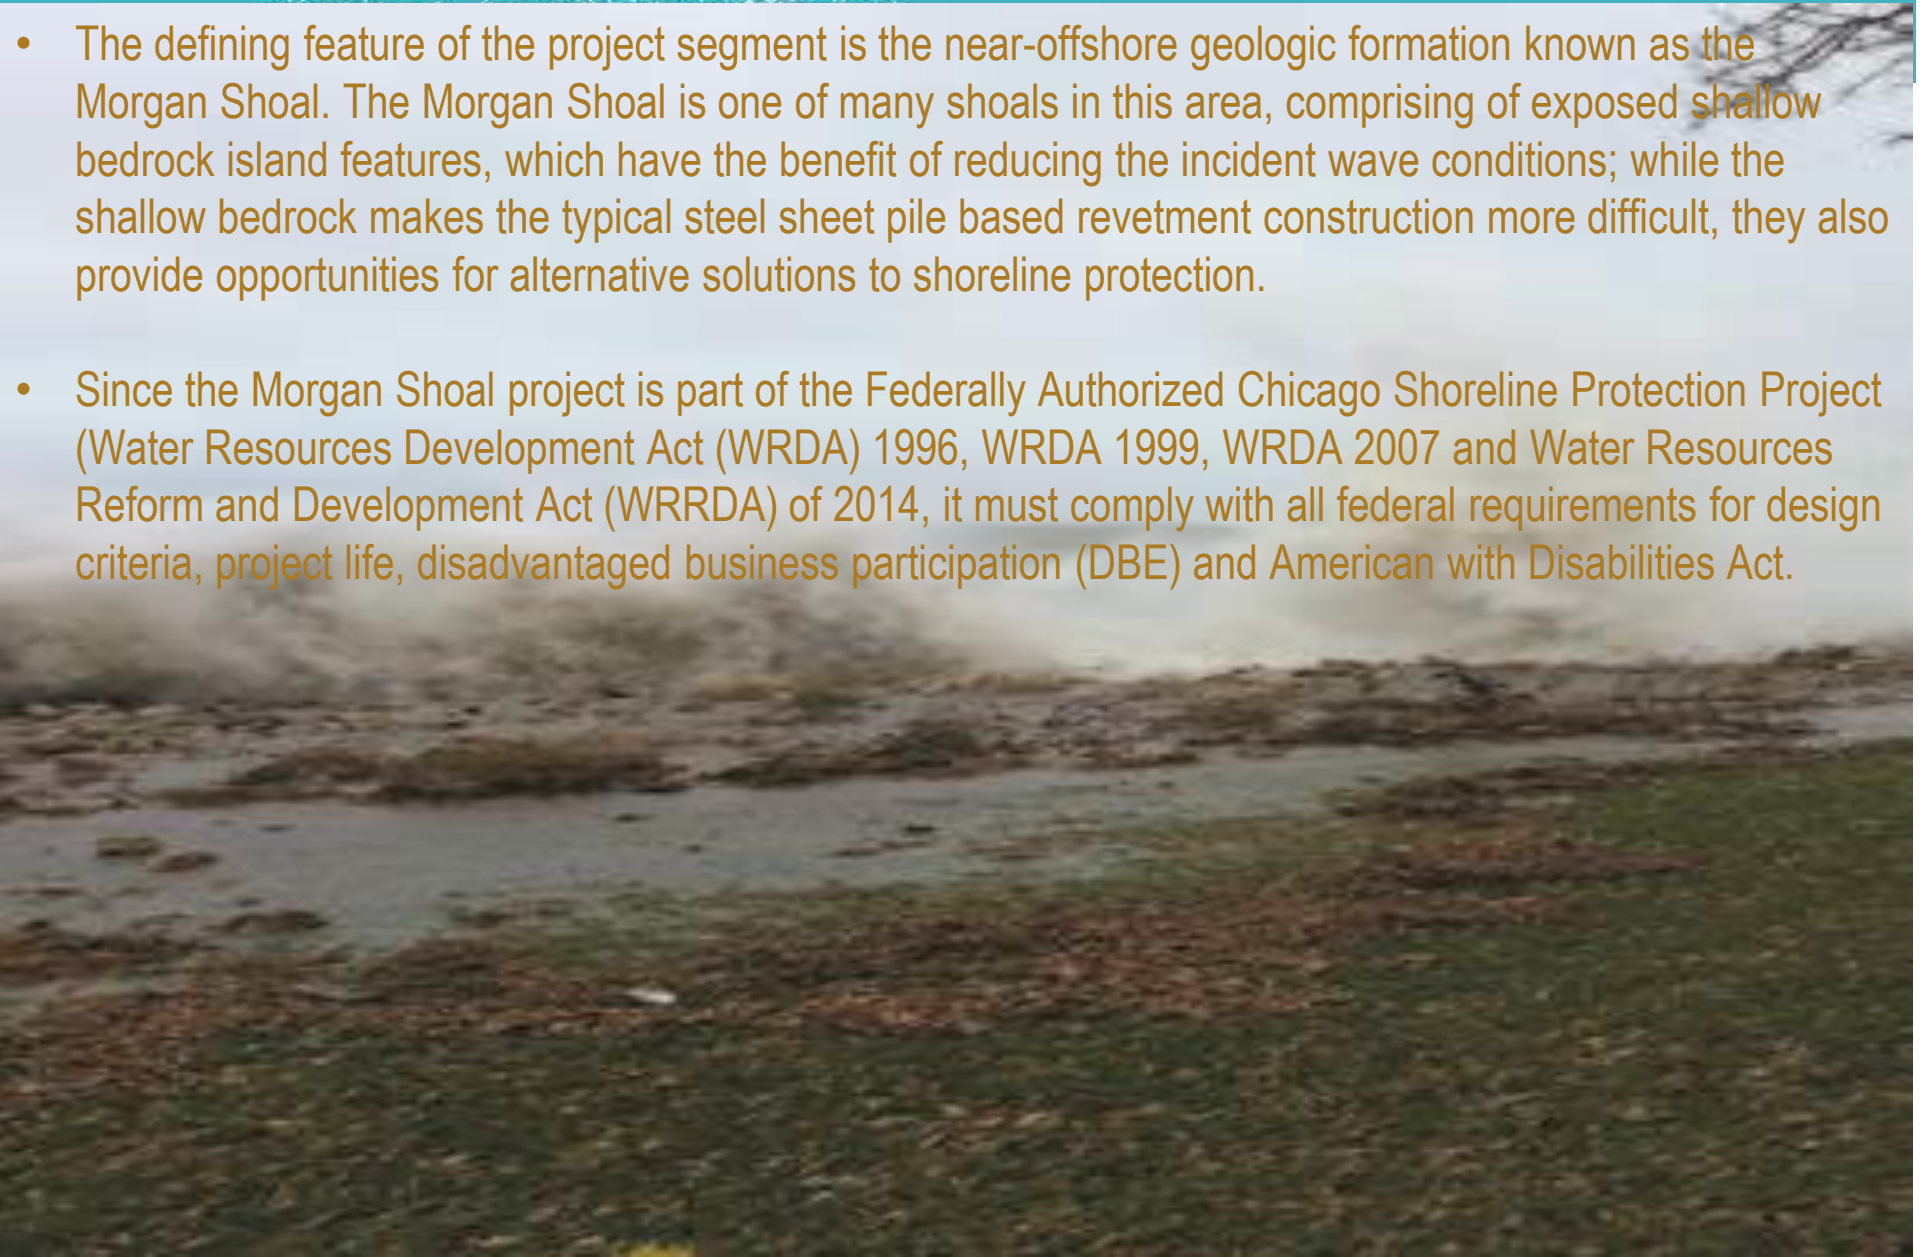 • The defining feature of the project segment is the near-offshore geologic formation known as the
Morgan Shoal. The Morgan Shoal is one of many shoals in this area, comprising of exposed shallow
bedrock island features, which have the benefit of reducing the incident wave conditions; while the
shallow bedrock makes the typical steel sheet pile based revetment construction more difficult, they also
provide opportunities for alternative solutions to shoreline protection.
• Since the Morgan Shoal project is part of the Federally Authorized Chicago Shoreline Protection Project
(Water Resources Development Act (WRDA) 1996, WRDA 1999, WRDA 2007 and Water Resources
Reform and Development Act (WRRDA) of 2014, it must comply with all federal requirements for design
criteria, project life, disadvantaged business participation (DBE) and American with Disabilities Act.